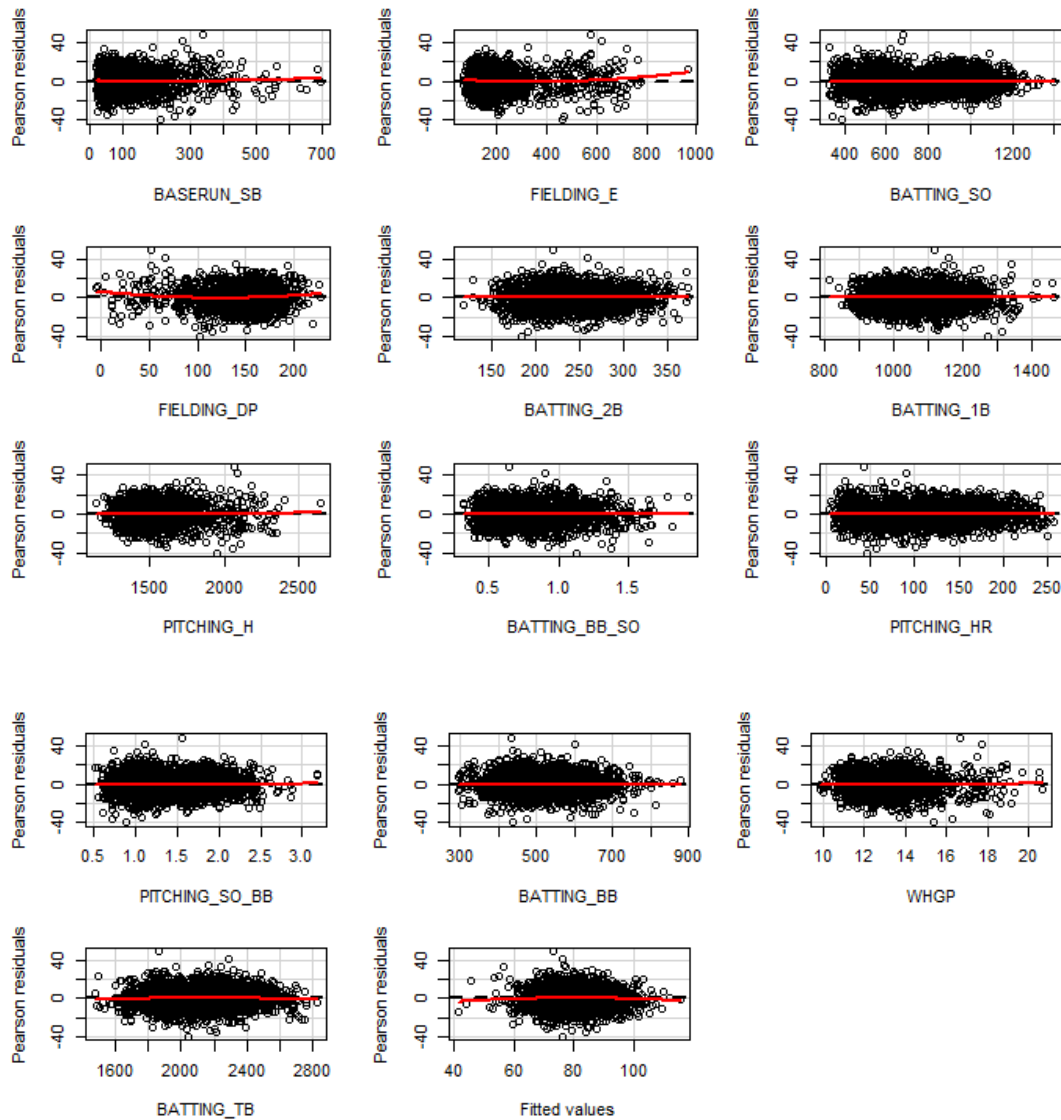 Pearson residuals Pearson residuals Pearson residuals
40 40 40
0 0 0
-40 -40 -40
0 100 300 500 700 200 400 600 800 1000 400 600 800 1200
BASERUN_SB FIELDING_E BATTING_SO
Pearson residuals Pearson residuals Pearson residuals
40 40 40
0 0 0
-40 -40 -40
0 50 100 150 200 150 200 250 300 350 800 1000 1200 1400
FIELDING_DP BATTING_2B BATTING_1B
Pearson residuals Pearson residuals Pearson residuals
40 40 40
0 0 0
-40 -40 -40
1500 2000 2500 0.5 1.0 1.5 0 50 100 150 200 250
PITCHING_H BATTING_BB_SO PITCHING_HR
Pearson residuals Pearson residuals Pearson residuals
40 40 40
0 0 0
-40 -40 -40
0.5 1.0 1.5 2.0 2.5 3.0 300 500 700 900 10 12 14 16 18 20
PITCHING_SO_BB BATTING_BB WHGP
Pearson residuals Pearson residuals
40 40
0 0
-40 -40
1600 2000 2400 2800 40 60 80 100
BATTING_TB Fitted values